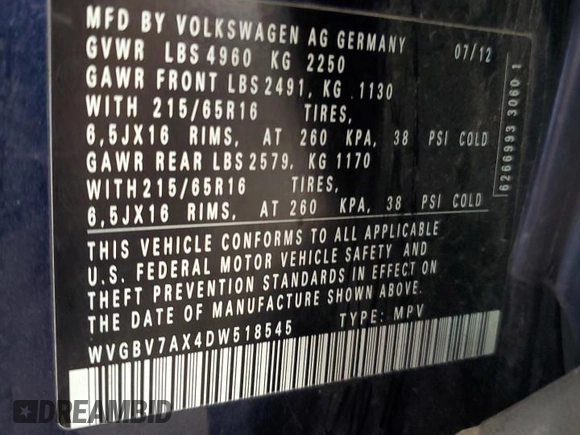 MFD BY VOLKSWAGEN AG GERMANY
07/12
GVWR LBS 4960 KG 2250
GAWR FRONT LBS 2491, KG 1130
WITH 215/65R16 TIRES,
6,5JX16 RIMS, AT 260 KPA, 38 PSI COLD
GAWR REAR LBS 2579, KG 1170
WITH 215/65R16 TIRES,
6,5JX16 RIMS, AT 260 KPA, 38 PSI COLD
THIS VEHICLE CONFORMS TO ALL APPLICABLE
U.S. FEDERAL MOTOR VEHICLE SAFETY AND
THEFT PREVENTION STANDARDS IN EFFECT ON
THE DATE OF MANUFACTURE SHOWN ABOVE.
WVGBV7AX4DW518545 TYPE: MPV
6266993 3060 1
DREAMBID